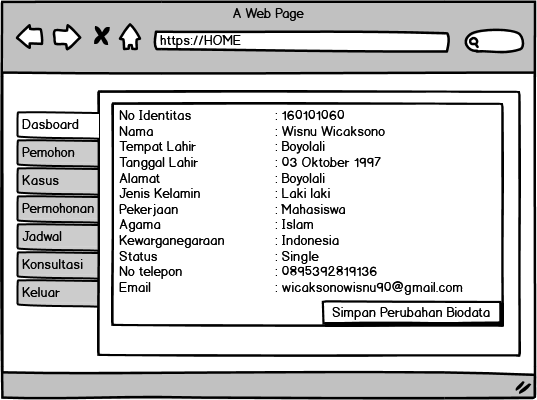 A Web Page
https://HOME
Dasboard
Pemohon
Kasus
Permohonan
Jadwal
Konsultasi
Keluar
No Identitas : 160101060
Nama : Wisnu Wicaksono
Tempat Lahir : Boyolali
Tanggal Lahir : 03 Oktober 1997
Alamat : Boyolali
Jenis Kelamin : Laki laki
Pekerjaan : Mahasiswa
Agama : Islam
Kewarganegaraan : Indonesia
Status : Single
No telepon : 0895392819136
Email : wicaksonowisnu90@gmail.com
Simpan Perubahan Biodata